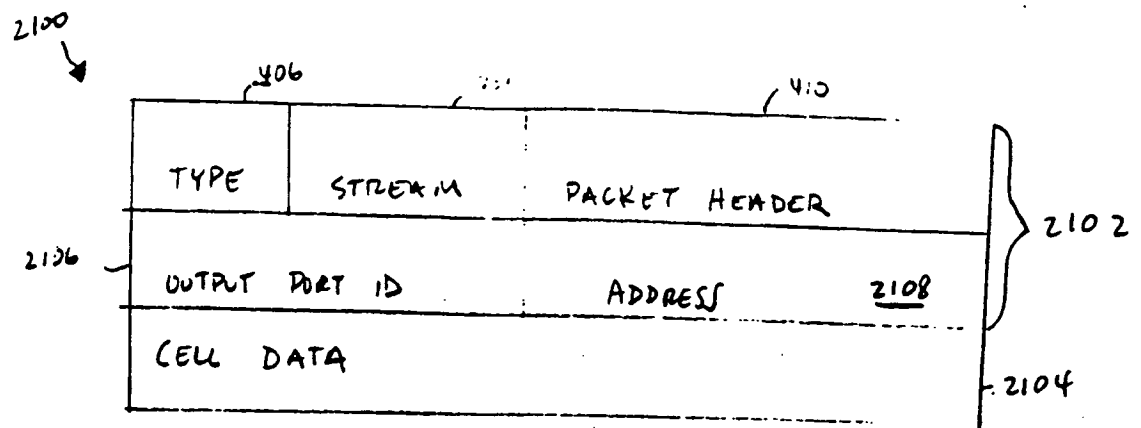 2100
406 410
TYPE STREAM PACKET HEADER
2102
2106 OUTPUT PORT ID ADDRESS 2108
CELL DATA
2104